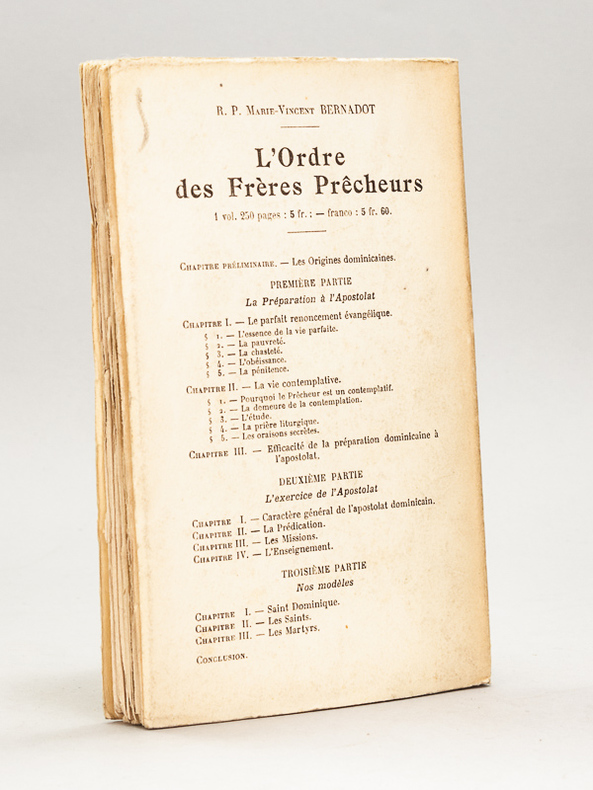 R. P. Marie-Vincent BERNADOT
L'Ordre
des Frères Prêcheurs
1 vol. 250 pages : 5 fr. : — franco : 5 fr. 60.
Chapitre préliminaire. — Les Origines dominicaines.
PREMIÈRE PARTIE
La Préparation à l'Apostolat
Chapitre I. — Le parfait renoncement évangélique.
§ 1. — L'essence de la vie parfaite.
§ 2. — La pauvreté.
§ 3. — La chasteté.
§ 4. — L'obéissance.
§ 5. — La pénitence.
Chapitre II. — La vie contemplative.
§ 1. — Pourquoi le Prêcheur est un contemplatif.
§ 2. — La demeure de la contemplation.
§ 3. — L'étude.
§ 4. — La prière liturgique.
§ 5. — Les oraisons secrètes.
Chapitre III. — Efficacité de la préparation dominicaine à
l'apostolat.
DEUXIÈME PARTIE
L'exercice de l'Apostolat
Chapitre I. — Caractère général de l'apostolat dominicain.
Chapitre II. — La Prédication.
Chapitre III. — Les Missions.
Chapitre IV. — L'Enseignement.
TROISIÈME PARTIE
Nos modèles
Chapitre I. — Saint Dominique.
Chapitre II. — Les Saints.
Chapitre III. — Les Martyrs.
Conclusion.